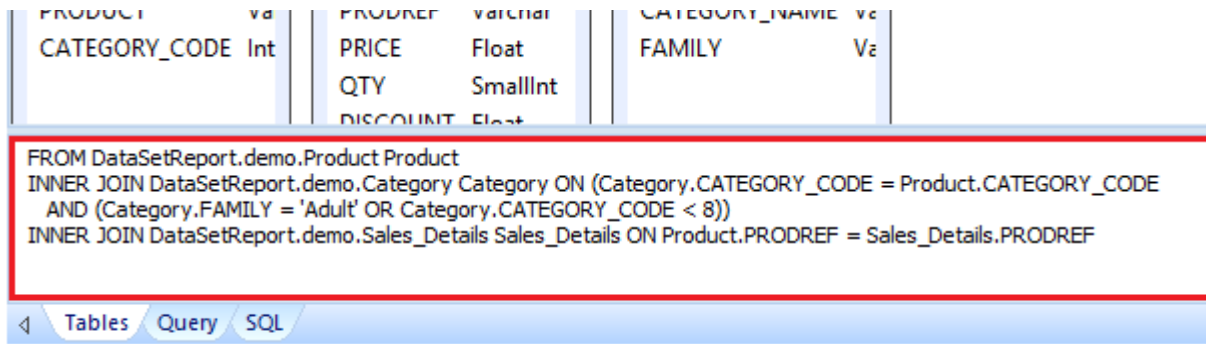 PRODUCT Va PRODREF Varchar CATEGORY_NAME Va
CATEGORY_CODE Int PRICE Float FAMILY Va
QTY SmallInt
DISCOUNT Float
FROM DataSetReport.demo.Product Product
INNER JOIN DataSetReport.demo.Category Category ON (Category.CATEGORY_CODE = Product.CATEGORY_CODE
AND (Category.FAMILY = 'Adult' OR Category.CATEGORY_CODE < 8))
INNER JOIN DataSetReport.demo.Sales_Details Sales_Details ON Product.PRODREF = Sales_Details.PRODREF
Tables Query SQL